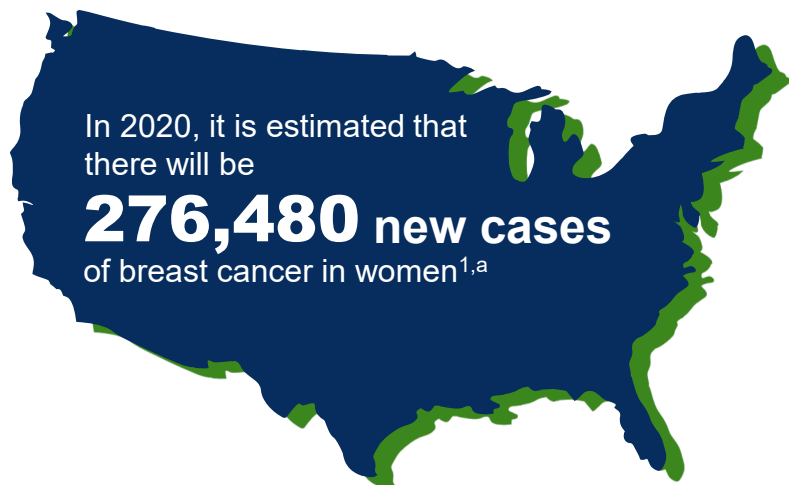 In 2020, it is estimated that
there will be
276,480 new cases
of breast cancer in women1,a